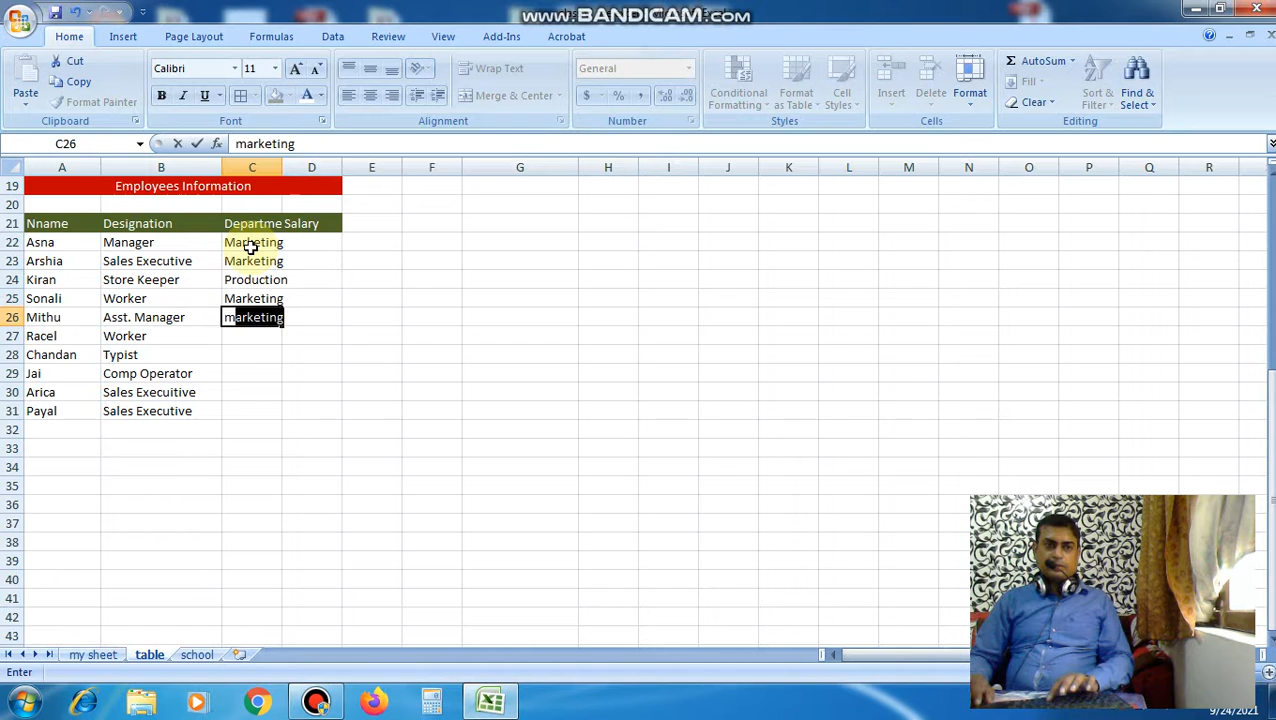 www.BANDICAM.com
Home Insert Page Layout Formulas Data Review View Add-Ins Acrobat
Paste
Cut
Copy
Format Painter
Calibri 11
B I U
General
Wrap Text
Merge & Center
$ % ,
Conditional Formatting
Format as Table
Cell Styles
Insert
Delete
Format
Σ AutoSum
Fill
Clear
Sort & Filter
Find & Select
Clipboard Font Alignment Number Styles Cells Editing
C26 fx marketing
A B C D E F G H I J K L M N O P Q R
19 Employees Information
20
21 Nname Designation Departme Salary
22 Asna Manager Marketing
23 Arshia Sales Executive Marketing
24 Kiran Store Keeper Production
25 Sonali Worker Marketing
26 Mithu Asst. Manager marketing
27 Racel Worker
28 Chandan Typist
29 Jai Comp Operator
30 Arica Sales Execuitive
31 Payal Sales Executive
32
33
34
35
36
37
38
39
40
41
42
43
my sheet table school
Enter
9/24/2021